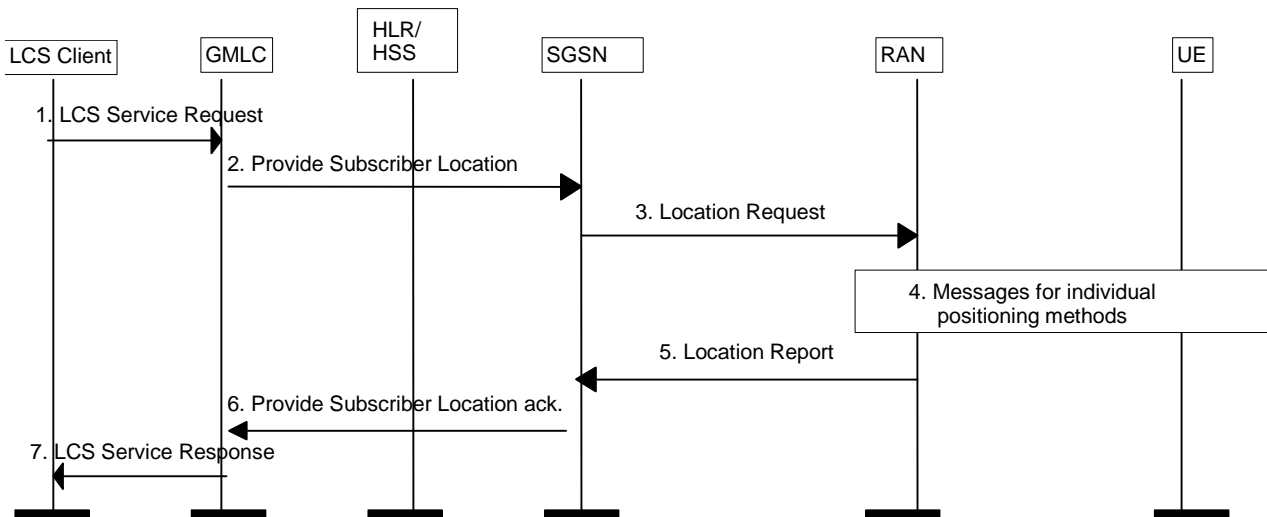 HLR/
HSS
LCS Client
GMLC
SGSN
RAN
UE
1. LCS Service Request
2. Provide Subscriber Location
3. Location Request
4. Messages for individual
positioning methods
5. Location Report
6. Provide Subscriber Location ack.
7. LCS Service Response